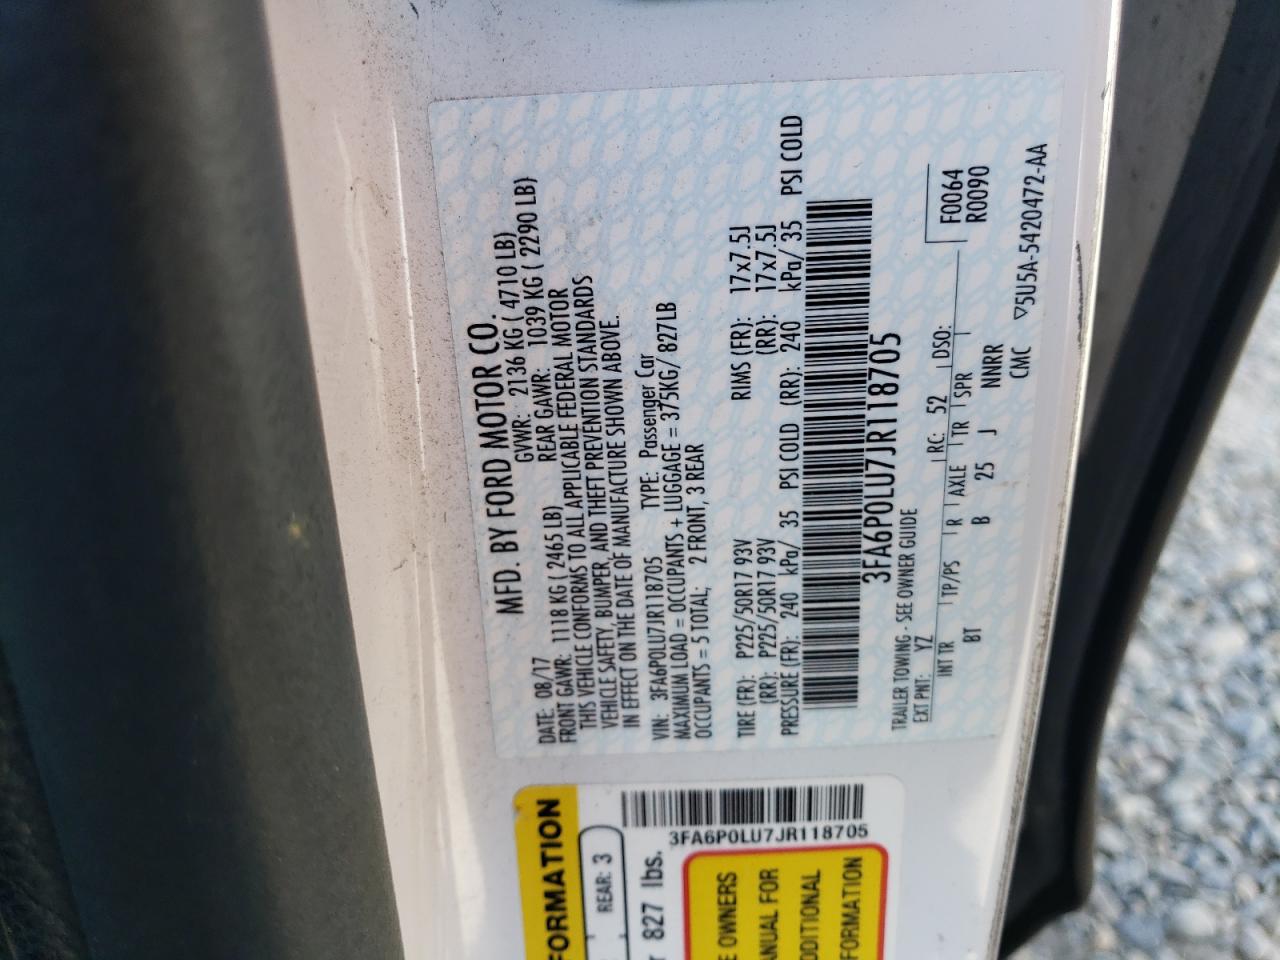 MFD. BY FORD MOTOR CO.
DATE: 08/17 GVWR: 2136 KG ( 4710 LB)
FRONT GAWR: 1118 KG ( 2465 LB) REAR GAWR: 1039 KG ( 2290 LB)
THIS VEHICLE CONFORMS TO ALL APPLICABLE FEDERAL MOTOR
VEHICLE SAFETY, BUMPER, AND THEFT PREVENTION STANDARDS
IN EFFECT ON THE DATE OF MANUFACTURE SHOWN ABOVE.
VIN: 3FA6P0LU7JR118705 TYPE: Passenger Car
MAXIMUM LOAD = OCCUPANTS + LUGGAGE = 375KG/ 827LB
OCCUPANTS = 5 TOTAL; 2 FRONT, 3 REAR
TIRE (FR): P225/50R17 93V RIMS (FR): 17x7.5J
(RR): P225/50R17 93V (RR): 17x7.5J
PRESSURE (FR): 240 kPa/ 35 PSI COLD (RR): 240 kPa/ 35 PSI COLD
3FA6P0LU7JR118705
TRAILER TOWING - SEE OWNER GUIDE
EXT PNT: YZ RC: 52 DSO: F0064
R0090
INT TR TP/PS R AXLE TR SPR
BT B 25 J NNRR
CMC ▽5U5A-5420472-AA
FORMATION
REAR: 3
827 lbs.
3FA6P0LU7JR118705
OWNERS
FOR